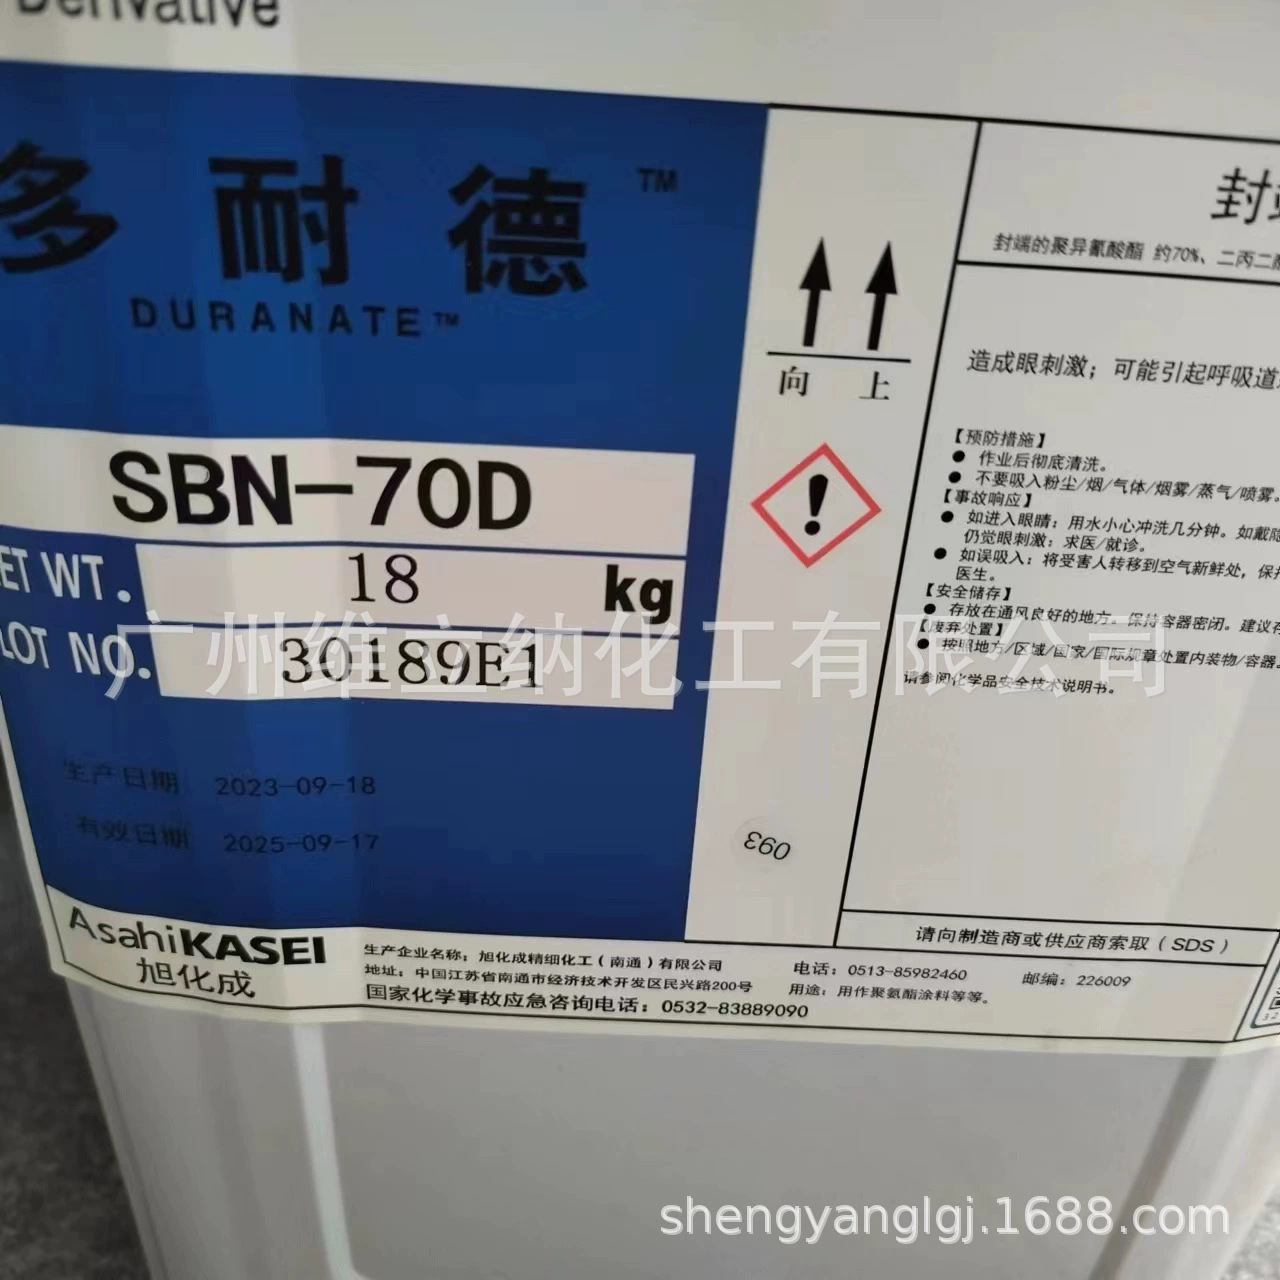 Derivative
多耐德™
DURANATE™
SBN-70D
ET WT. 18 kg
LOT NO. 30189E1
生产日期 2023-09-18
有效日期 2025-09-17
AsahiKASEI
旭化成
生产企业名称：旭化成精细化工（南通）有限公司
地址：中国江苏省南通市经济技术开发区民兴路200号
国家化学事故应急咨询电话：0532-83889090
电话：0513-85982460
邮编：226009
用途：用作聚氨酯涂料等等。
向上
093
封端
封端的聚异氰酸酯 约70%、二丙二醇
造成眼刺激；可能引起呼吸道
【预防措施】
● 作业后彻底清洗。
● 不要吸入粉尘/烟/气体/烟雾/蒸气/喷雾。
【事故响应】
● 如进入眼睛：用水小心冲洗几分钟。如戴隐
仍觉眼刺激：求医/就诊。
● 如误吸入：将受害人转移到空气新鲜处，保持
医生。
【安全储存】
● 存放在通风良好的地方。保持容器密闭。建议存
【废弃处置】
● 按照地方/区域/国家/国际规章处置内装物/容器。
请参阅化学品安全技术说明书。
请向制造商或供应商索取（SDS）
广州维立纳化工有限公司
shengyanglgj.1688.com